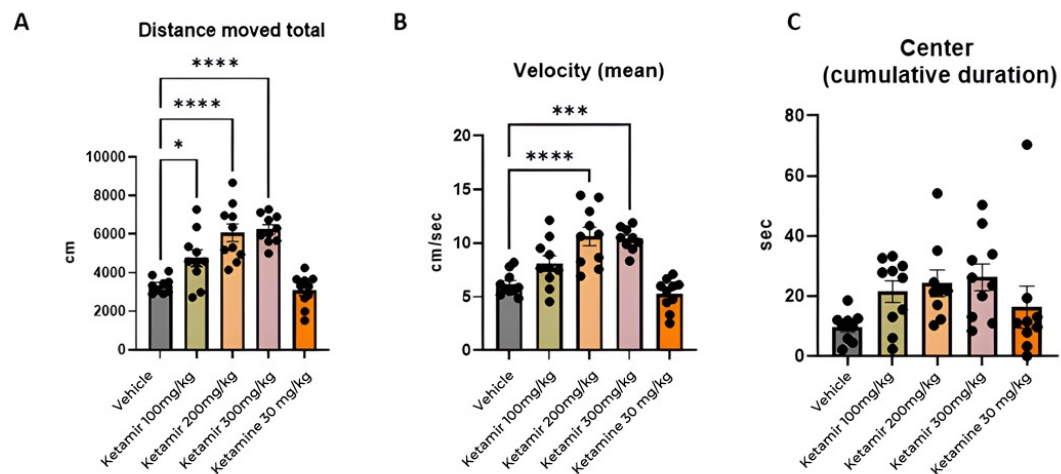 A
Distance moved total
****
****
*
10000
8000
6000
4000
2000
0
cm
Vehicle
Ketamir 100mg/kg
Ketamir 200mg/kg
Ketamir 300mg/kg
Ketamine 30 mg/kg
B
Velocity (mean)
***
****
20
15
10
5
0
cm/sec
Vehicle
Ketamir 100mg/kg
Ketamir 200mg/kg
Ketamir 300mg/kg
Ketamine 30 mg/kg
C
Center
(cumulative duration)
80
60
40
20
0
sec
Vehicle
Ketamir 100mg/kg
Ketamir 200mg/kg
Ketamir 300mg/kg
Ketamine 30 mg/kg